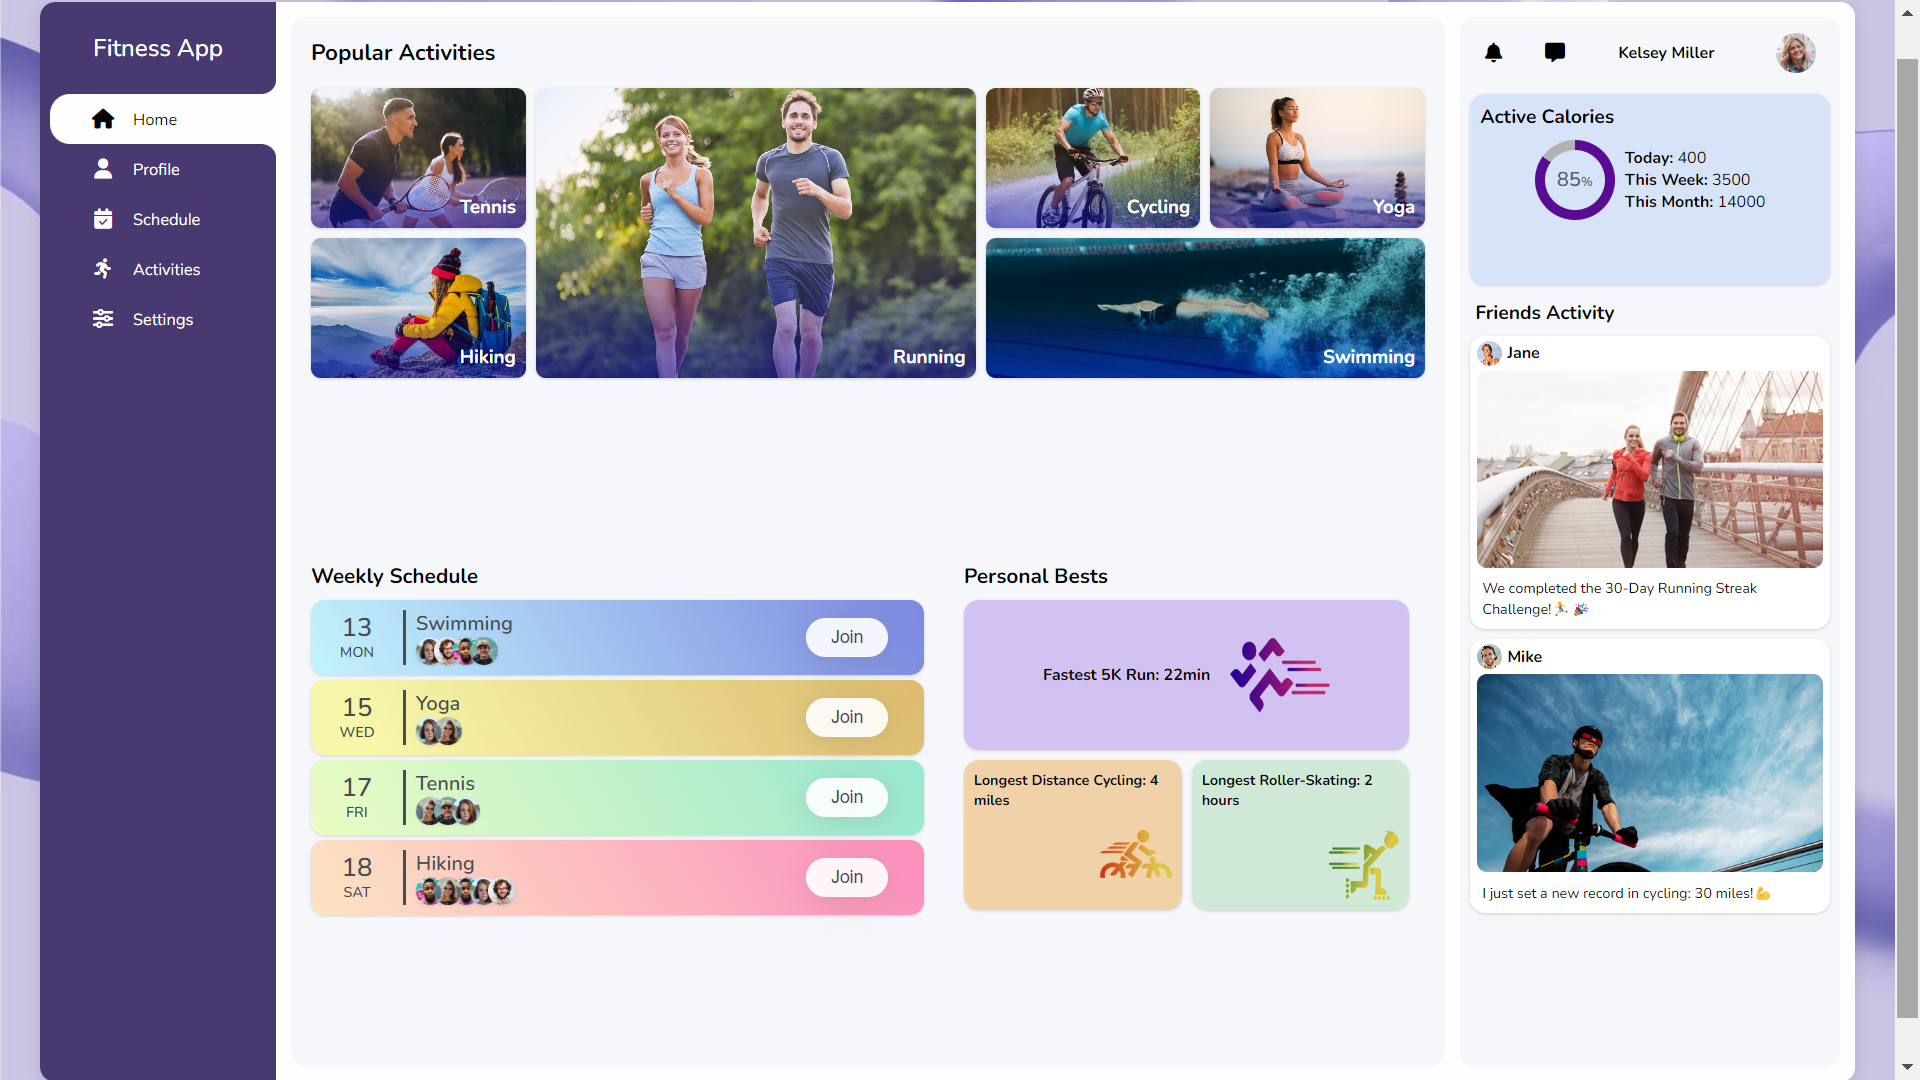 Fitness App
Home
Profile
Schedule
Activities
Settings
Popular Activities
Tennis
Hiking
Running
Cycling
Yoga
Swimming
Weekly Schedule
13
MON
Swimming
Join
15
WED
Yoga
Join
17
FRI
Tennis
Join
18
SAT
Hiking
Join
Personal Bests
Fastest 5K Run: 22min
Longest Distance Cycling: 4
miles
Longest Roller-Skating: 2
hours
Kelsey Miller
Active Calories
85%
Today: 400
This Week: 3500
This Month: 14000
Friends Activity
Jane
We completed the 30-Day Running Streak
Challenge!🏃‍♀️ 🎉
Mike
I just set a new record in cycling: 30 miles!💪